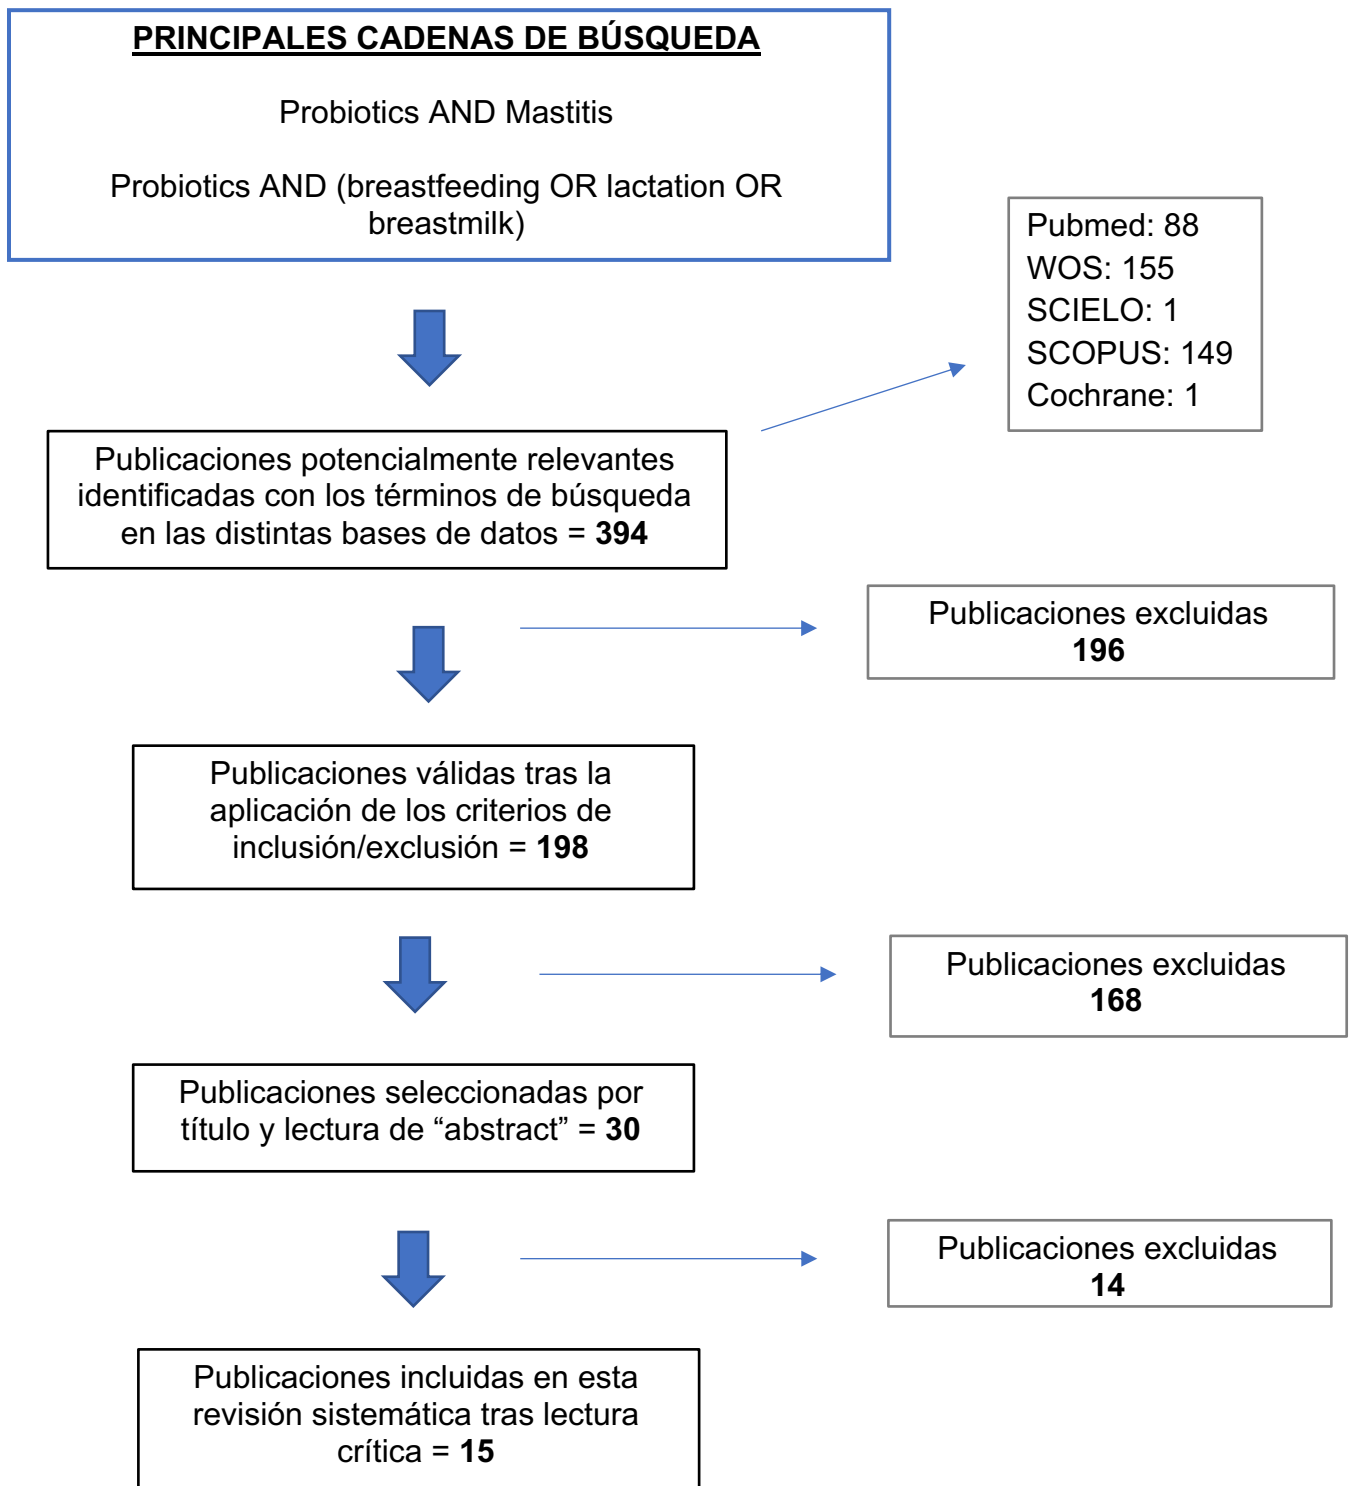 PRINCIPALES CADENAS DE BÚSQUEDA
Probiotics AND Mastitis
Probiotics AND (breastfeeding OR lactation OR
breastmilk)
Pubmed: 88
WOS: 155
SCIELO: 1
SCOPUS: 149
Cochrane: 1
Publicaciones potencialmente relevantes
identificadas con los términos de búsqueda
en las distintas bases de datos = 394
Publicaciones excluidas
196
Publicaciones válidas tras la
aplicación de los criterios de
inclusión/exclusión = 198
Publicaciones excluidas
168
Publicaciones seleccionadas por
título y lectura de “abstract” = 30
Publicaciones excluidas
14
Publicaciones incluidas en esta
revisión sistemática tras lectura
crítica = 15